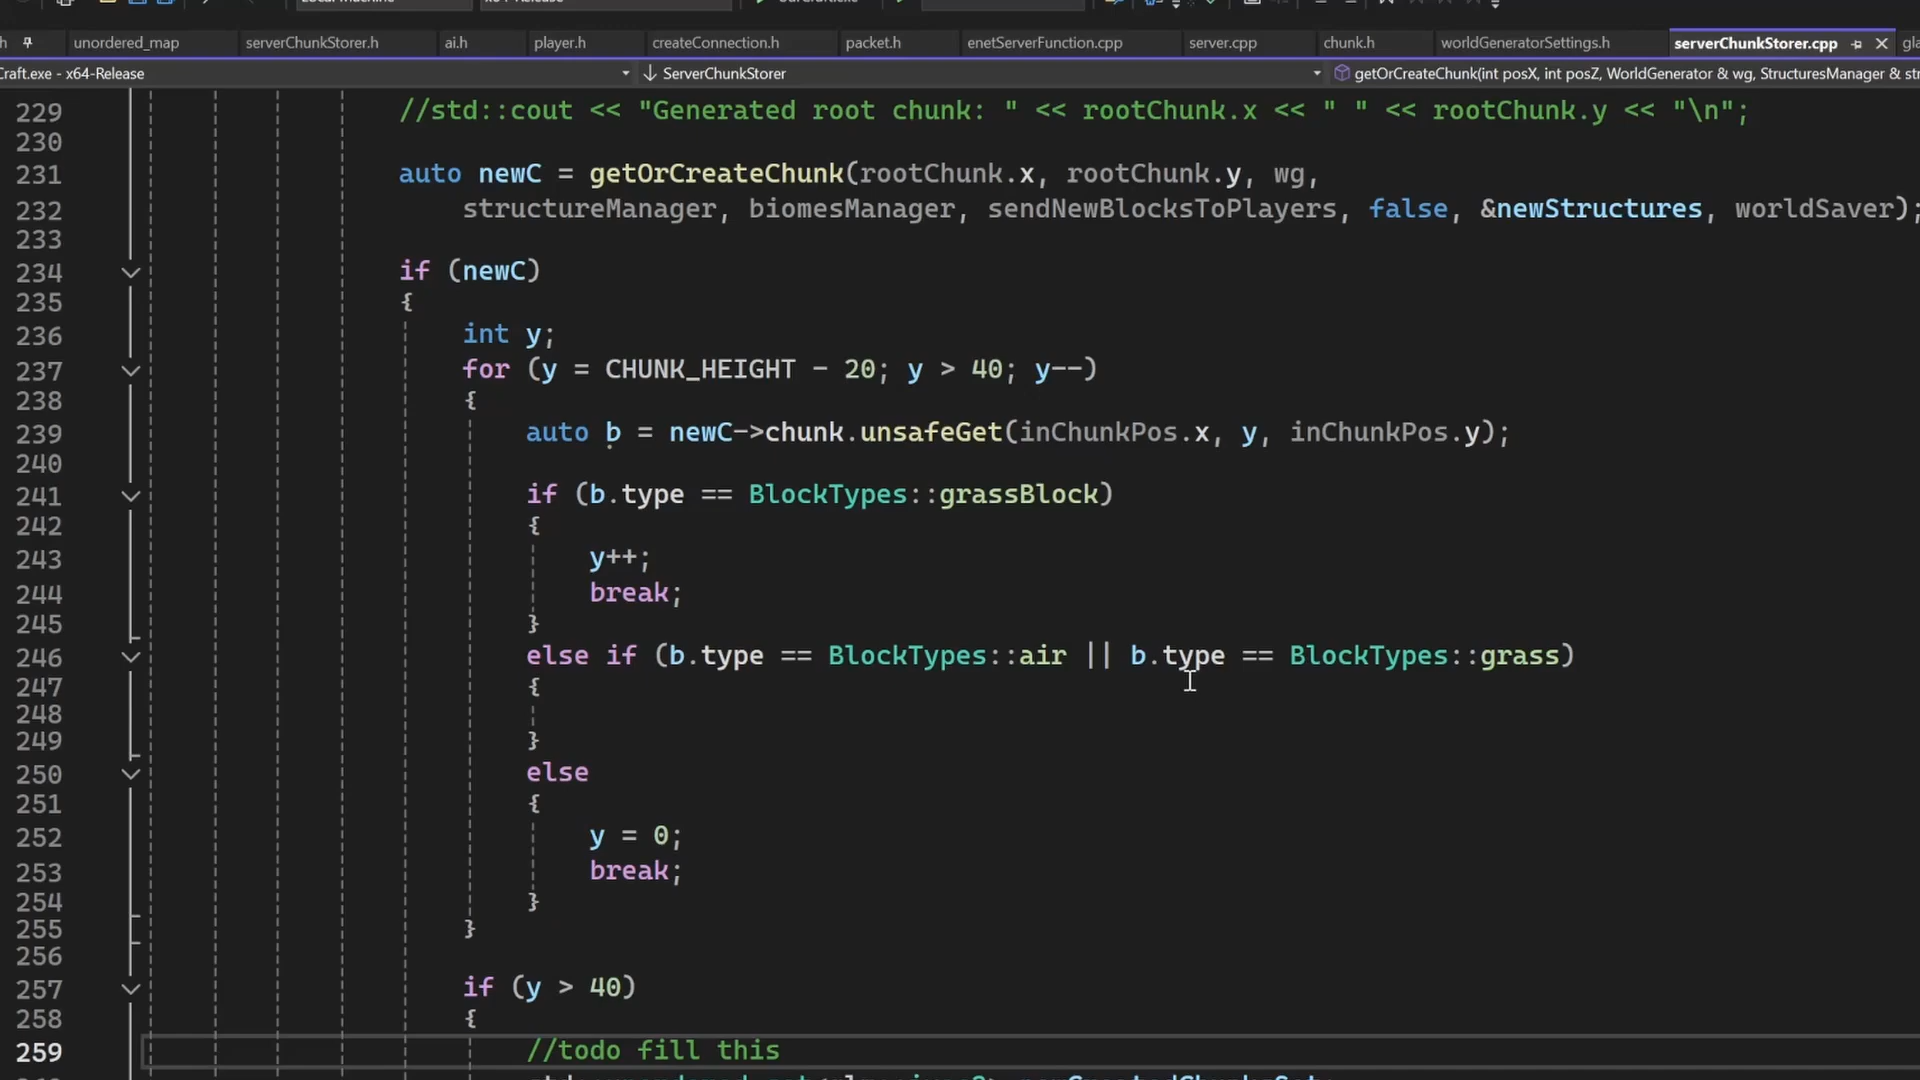 unordered_map serverChunkStorer.h ai.h player.h createConnection.h packet.h enetServerFunction.cpp server.cpp chunk.h worldGeneratorSettings.h serverChunkStorer.cpp
Craft.exe - x64-Release ServerChunkStorer getOrCreateChunk(int posX, int posZ, WorldGenerator & wg, StructuresManager & st
229 //std::cout << "Generated root chunk: " << rootChunk.x << " " << rootChunk.y << "\n";
230
231 auto newC = getOrCreateChunk(rootChunk.x, rootChunk.y, wg,
232 structureManager, biomesManager, sendNewBlocksToPlayers, false, &newStructures, worldSaver);
233
234 if (newC)
235 {
236 int y;
237 for (y = CHUNK_HEIGHT - 20; y > 40; y--)
238 {
239 auto b = newC->chunk.unsafeGet(inChunkPos.x, y, inChunkPos.y);
240
241 if (b.type == BlockTypes::grassBlock)
242 {
243 y++;
244 break;
245 }
246 else if (b.type == BlockTypes::air || b.type == BlockTypes::grass)
247 {
248
249 }
250 else
251 {
252 y = 0;
253 break;
254 }
255 }
256
257 if (y > 40)
258 {
259 //todo fill this